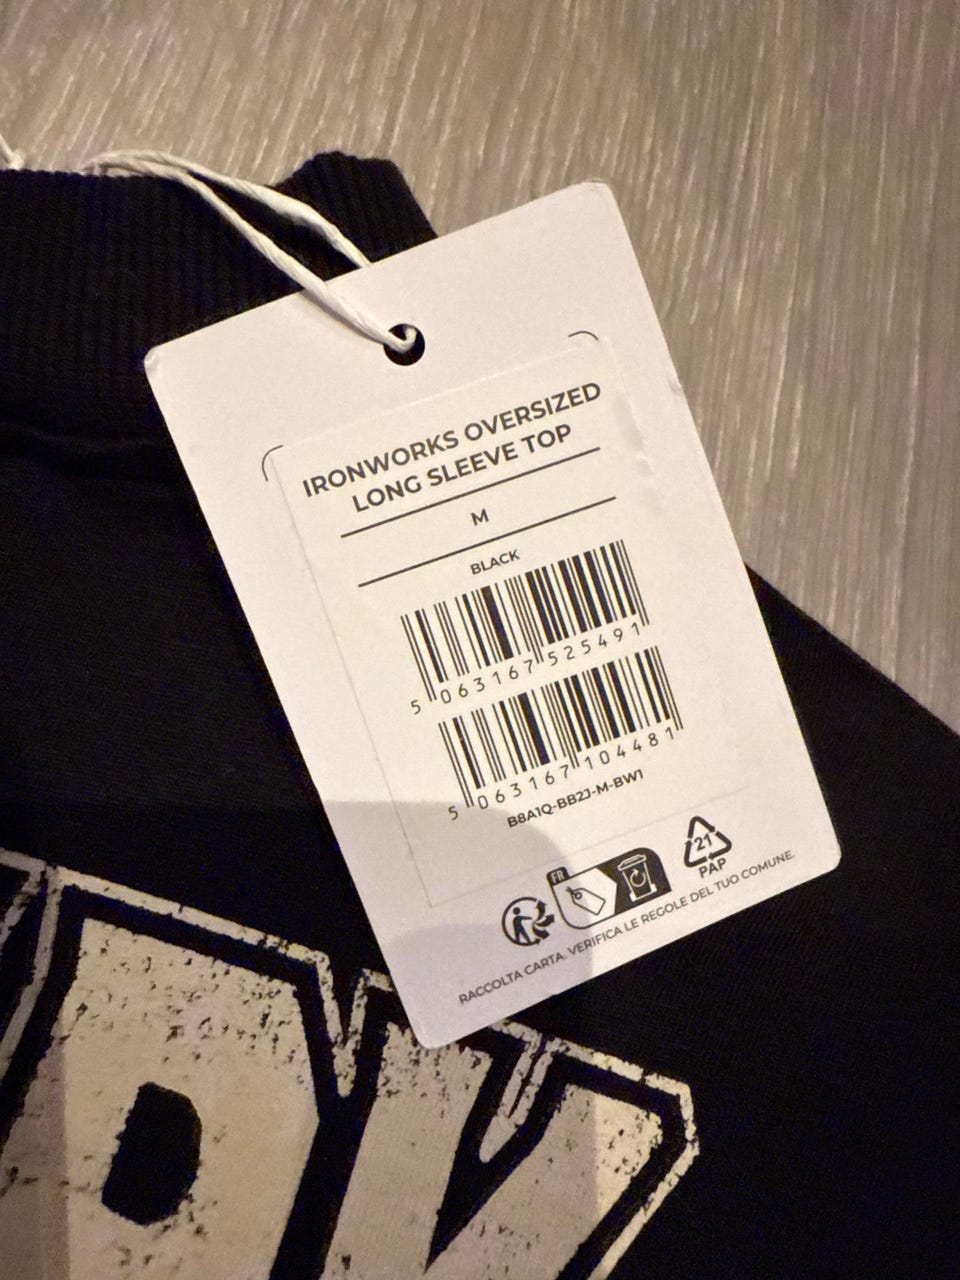 IRONWORKS OVERSIZED
LONG SLEEVE TOP
M
BLACK
5 063167 525491
5 063167 104481
B8A1Q-BB2J-M-BW1
FR
21
PAP
RACCOLTA CARTA. VERIFICA LE REGOLE DEL TUO COMUNE.